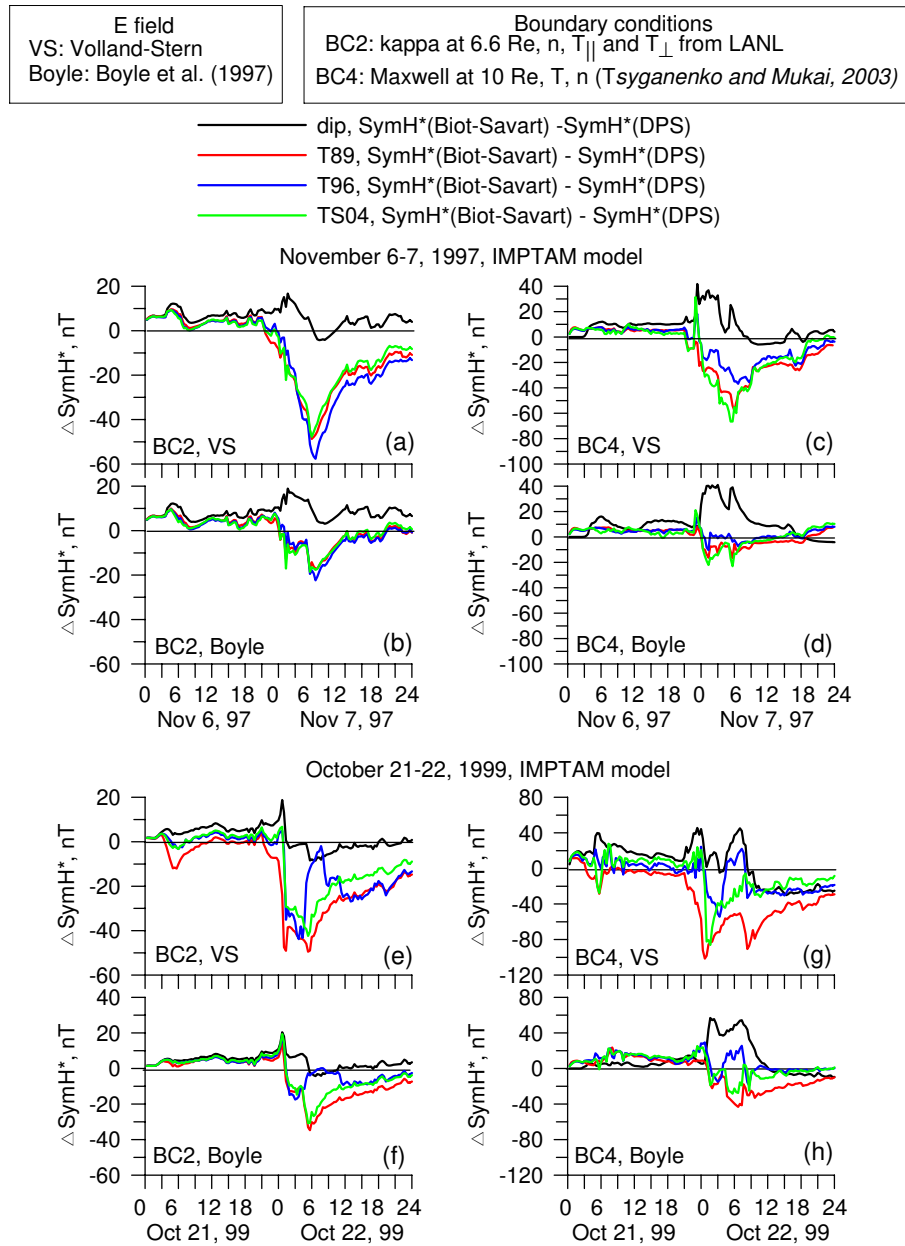 E field
VS: Volland-Stern
Boyle: Boyle et al. (1997)
Boundary conditions
BC2: kappa at 6.6 Re, n, T|| and T⊥ from LANL
BC4: Maxwell at 10 Re, T, n (Tsyganenko and Mukai, 2003)
dip, SymH*(Biot-Savart) -SymH*(DPS)
T89, SymH*(Biot-Savart) - SymH*(DPS)
T96, SymH*(Biot-Savart) - SymH*(DPS)
TS04, SymH*(Biot-Savart) - SymH*(DPS)
November 6-7, 1997, IMPTAM model
20
0
-20
-40
-60
△SymH*, nT
BC2, VS
(a)
40
20
0
-20
-40
-60
-80
-100
△SymH*, nT
BC4, VS
(c)
20
0
-20
-40
-60
△SymH*, nT
BC2, Boyle
(b)
0 6 12 18 0 6 12 18 24
Nov 6, 97 Nov 7, 97
40
20
0
-20
-40
-60
-80
-100
△SymH*, nT
BC4, Boyle
(d)
0 6 12 18 0 6 12 18 24
Nov 6, 97 Nov 7, 97
October 21-22, 1999, IMPTAM model
20
0
-20
-40
-60
△SymH*, nT
BC2, VS
(e)
80
40
0
-40
-80
-120
△SymH*, nT
BC4, VS
(g)
40
20
0
-20
-40
-60
△SymH*, nT
BC2, Boyle
(f)
0 6 12 18 0 6 12 18 24
Oct 21, 99 Oct 22, 99
80
40
0
-40
-80
-120
△SymH*, nT
BC4, Boyle
(h)
0 6 12 18 0 6 12 18 24
Oct 21, 99 Oct 22, 99